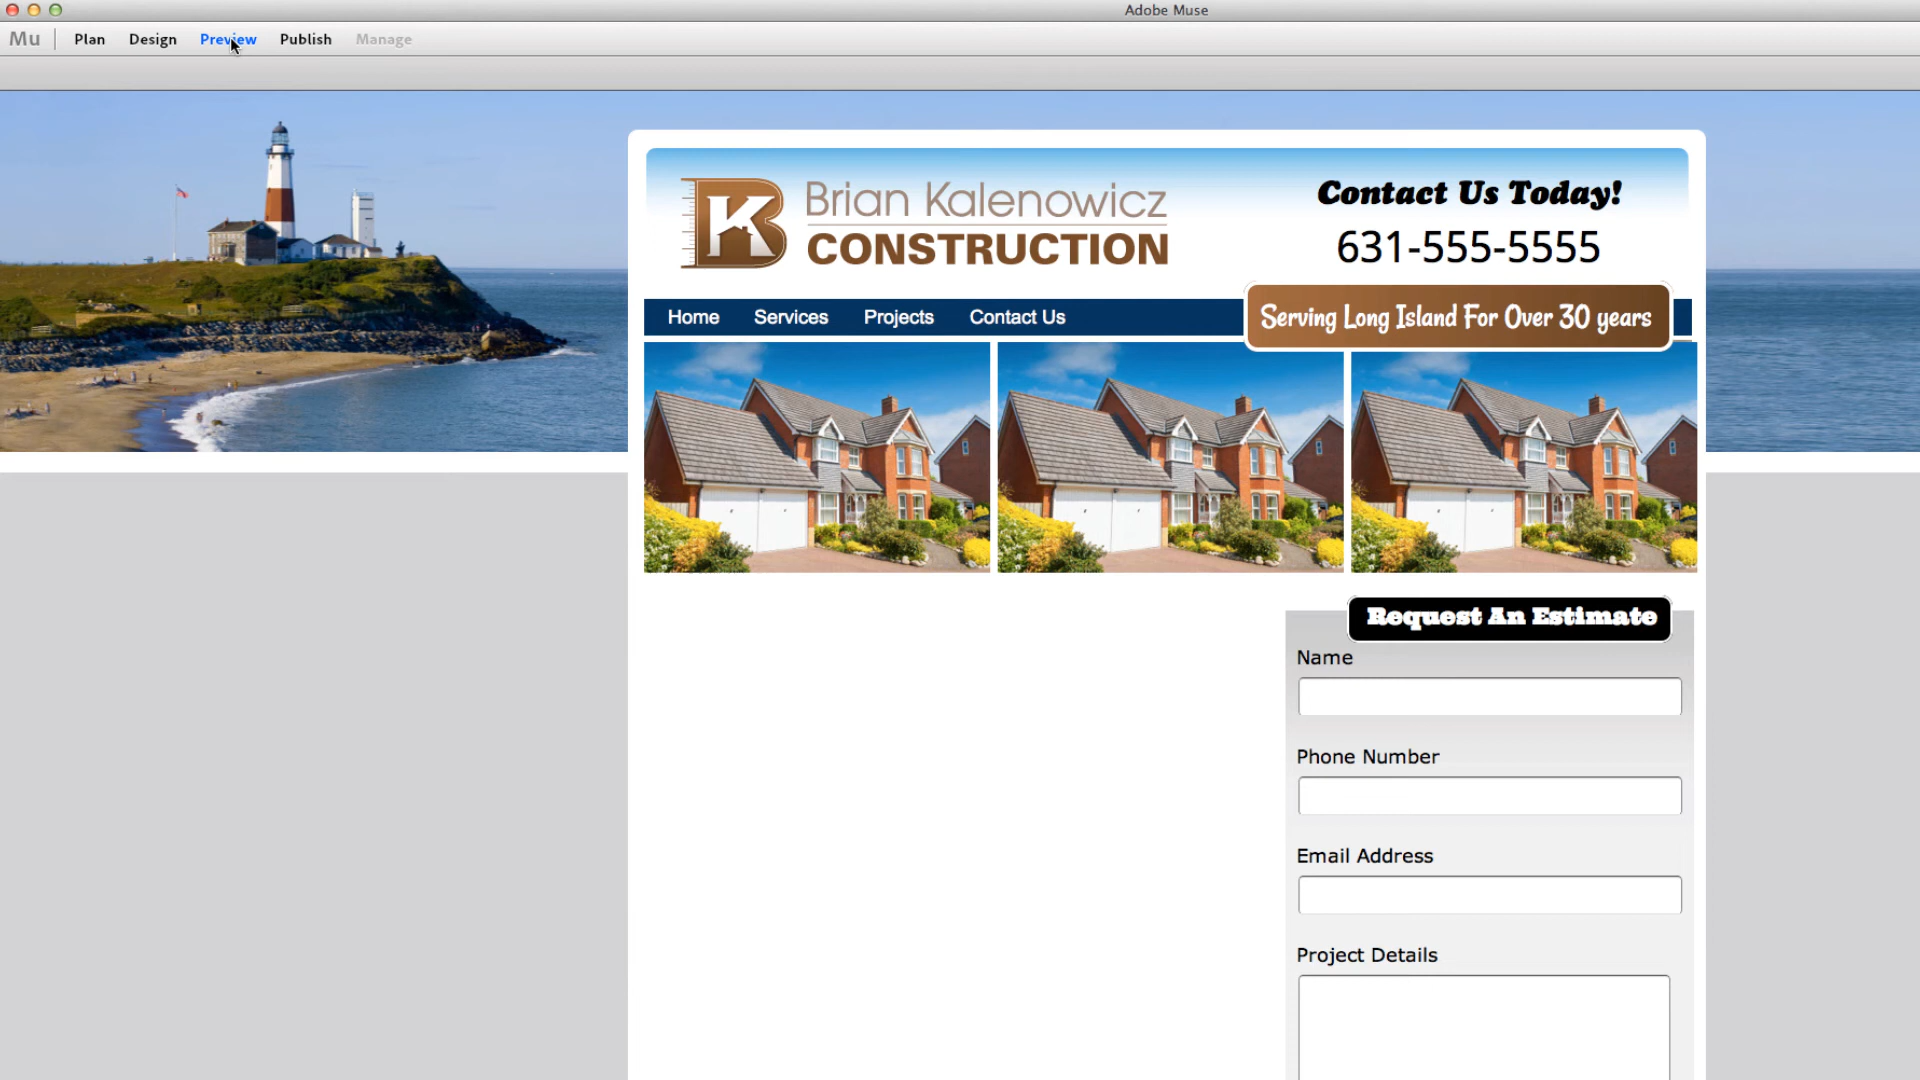 Adobe Muse
Mu Plan Design Preview Publish Manage
BK
Brian Kalenowicz
CONSTRUCTION
Contact Us Today!
631-555-5555
Home Services Projects Contact Us
Serving Long Island For Over 30 years
Request An Estimate
Name
Phone Number
Email Address
Project Details